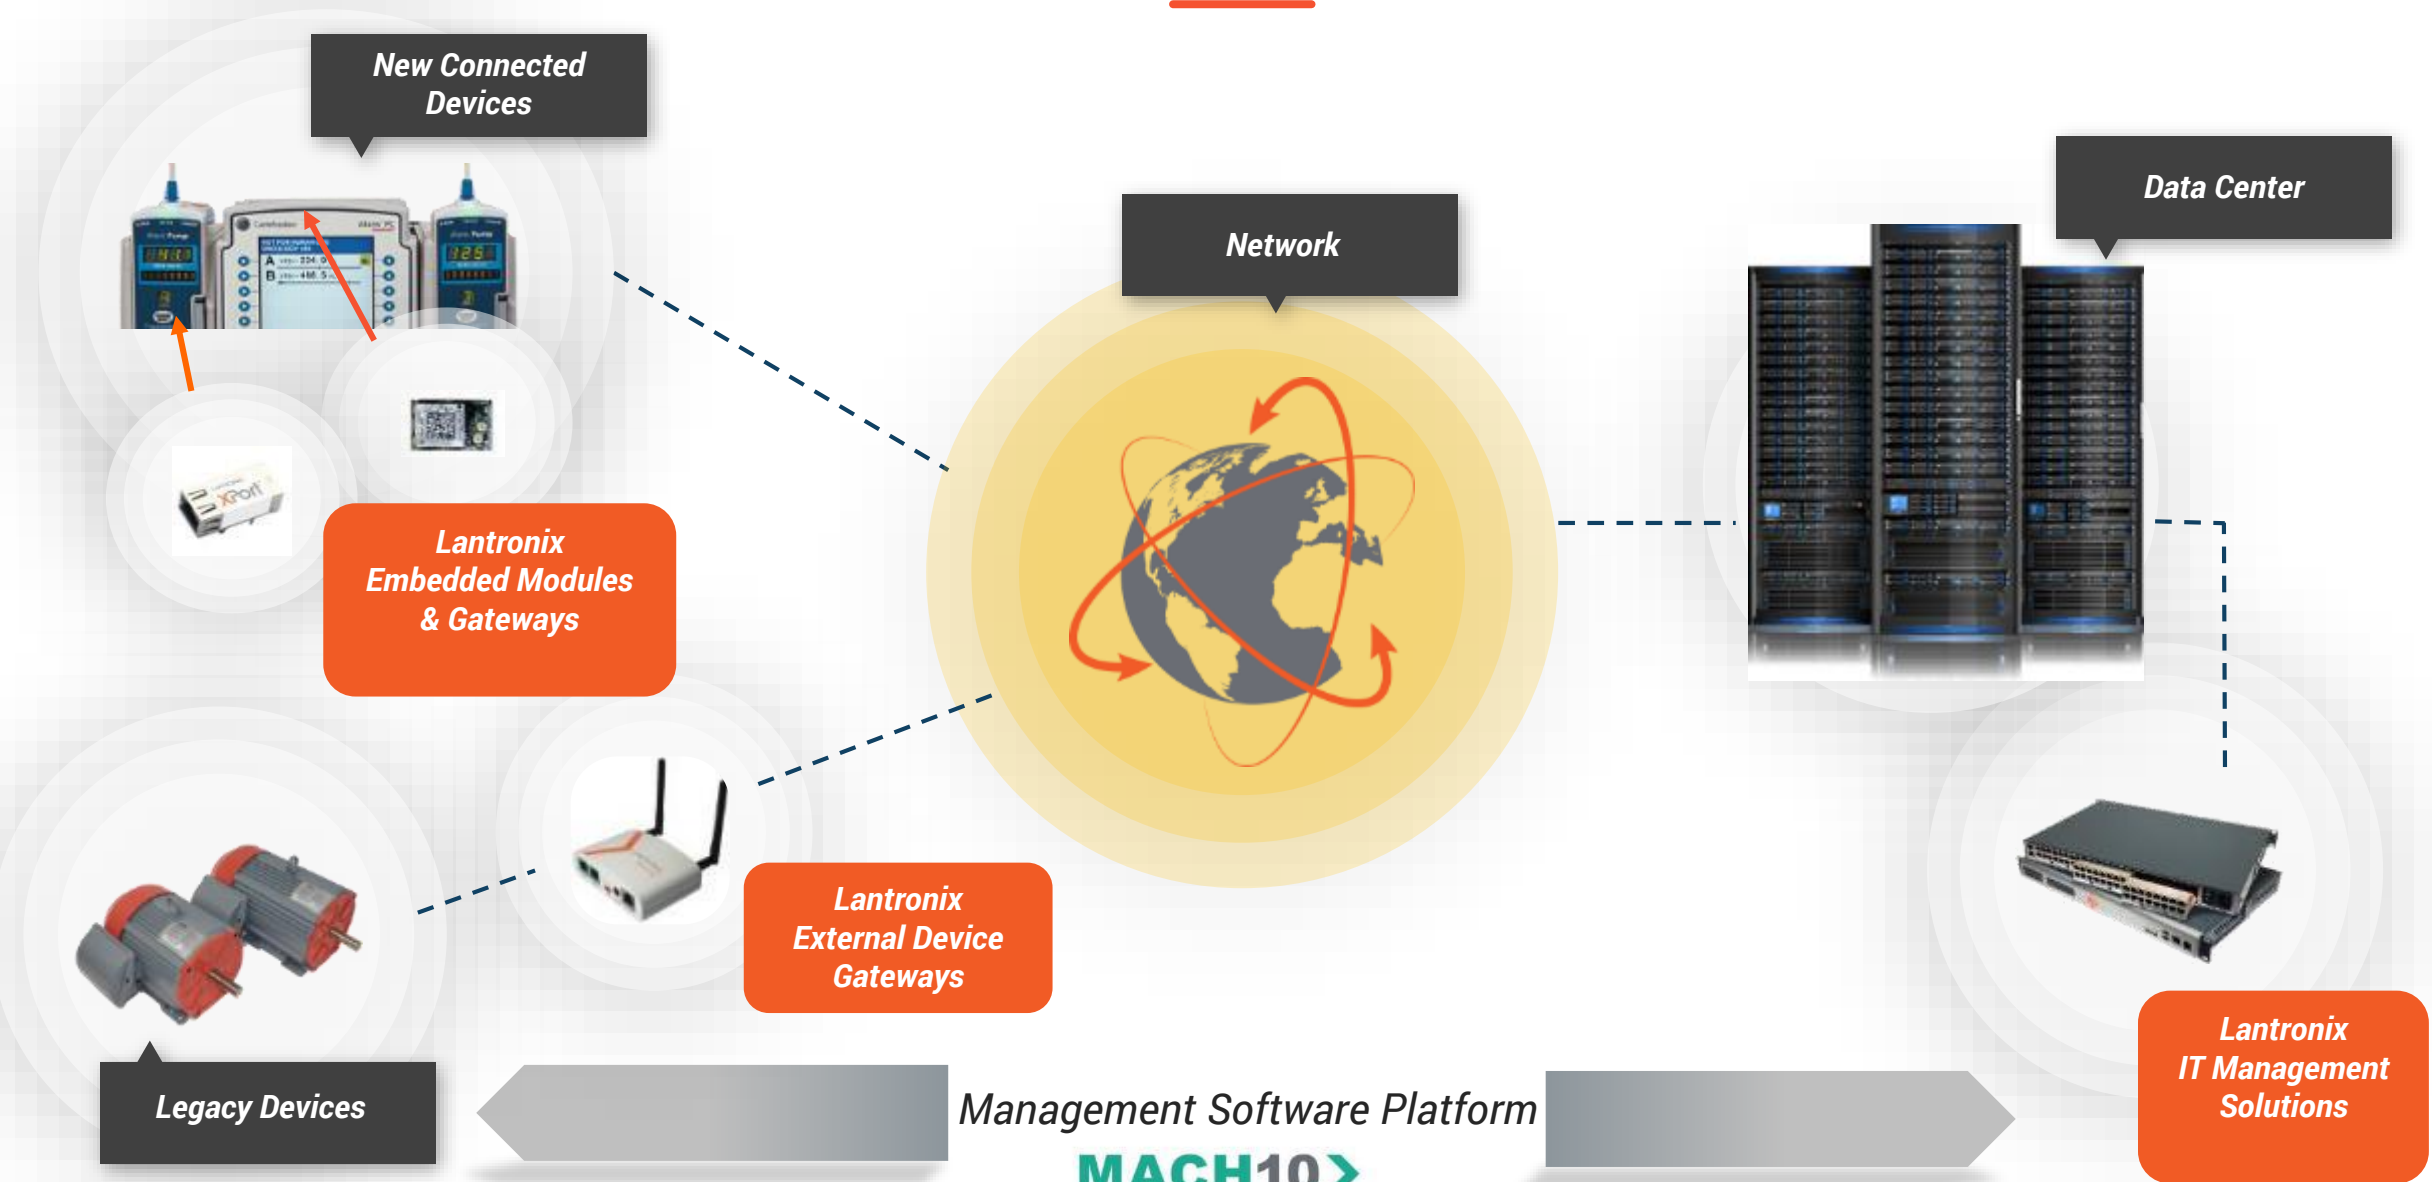 New Connected
Devices
Data Center
Network
XPort
Lantronix
Embedded Modules
& Gateways
Lantronix
External Device
Gateways
Lantronix
IT Management
Solutions
Legacy Devices
Management Software Platform
MACH10